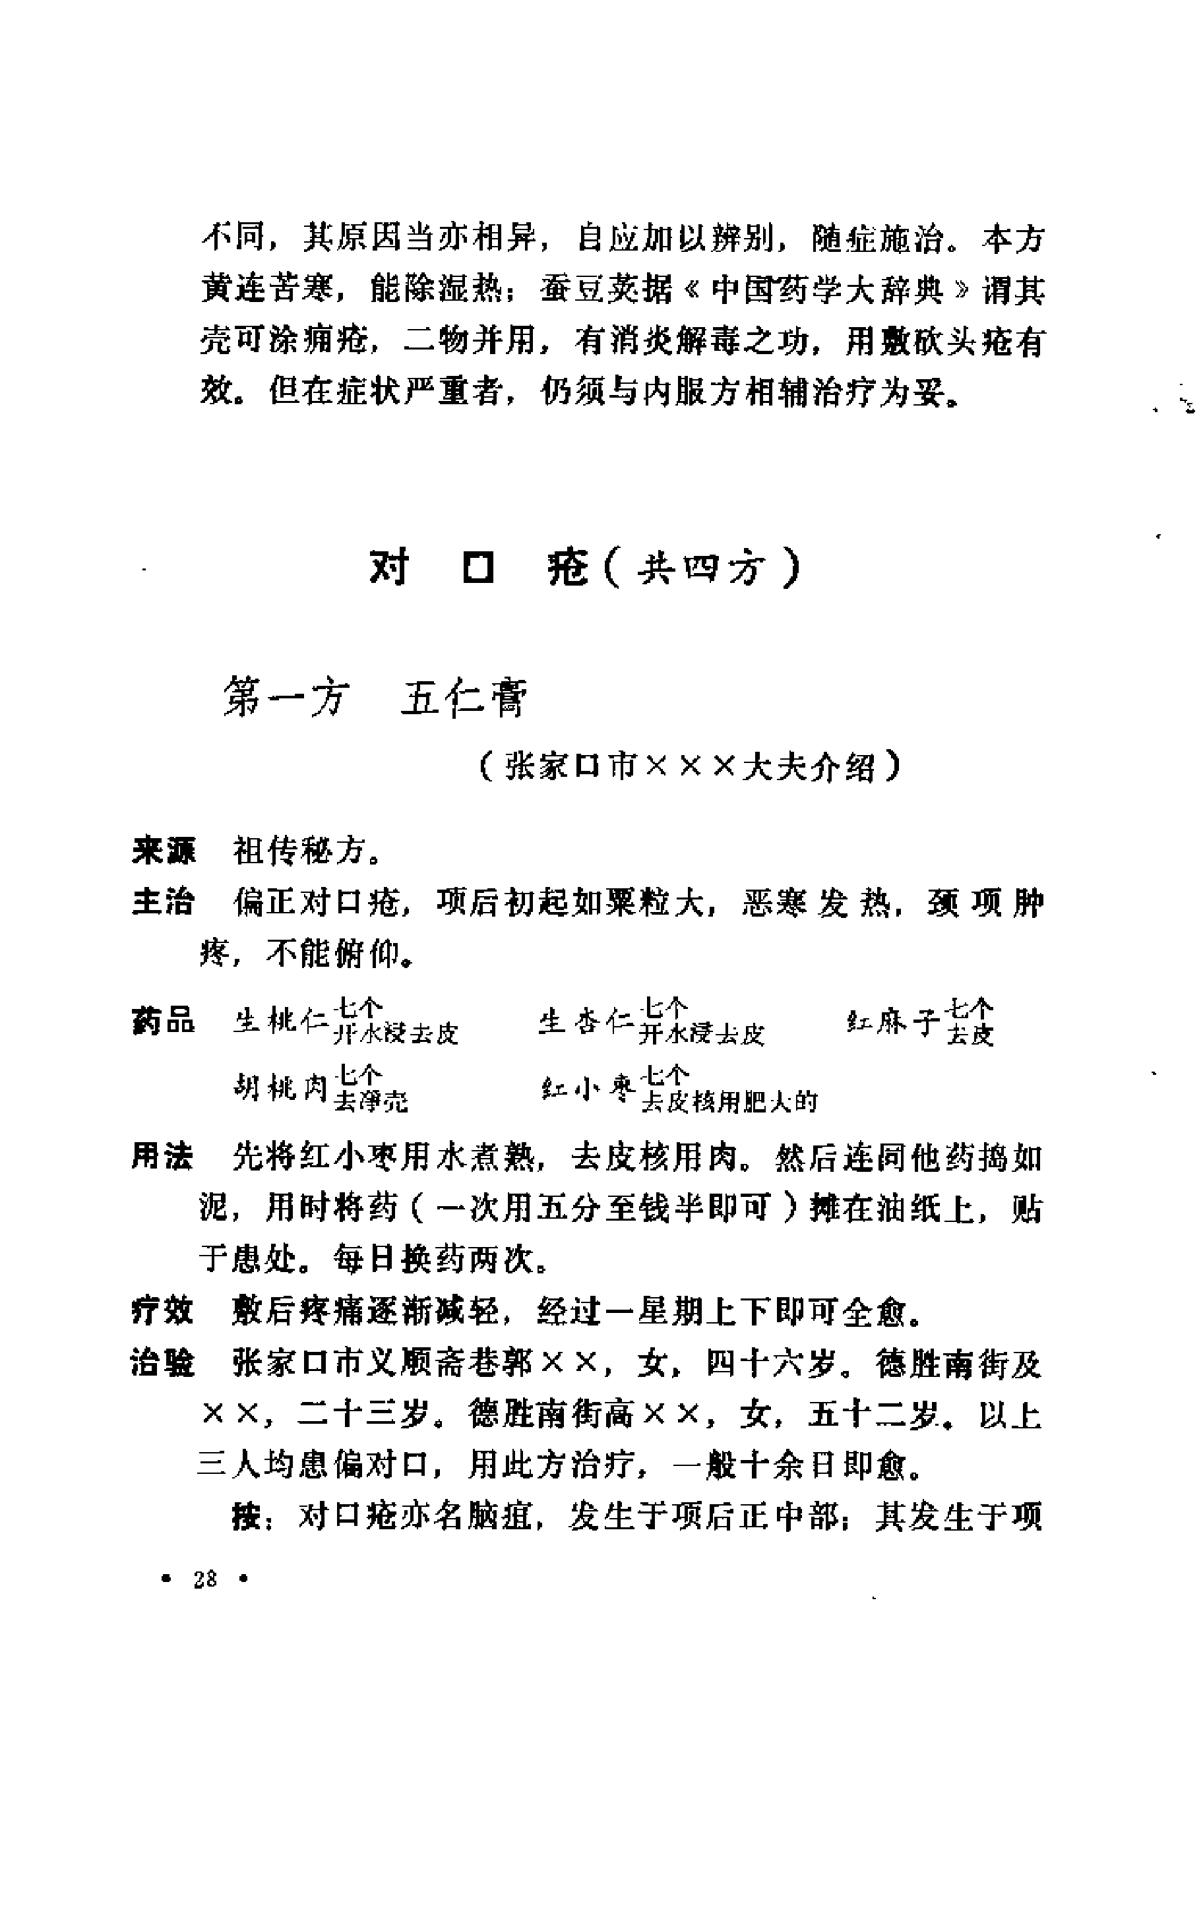 不同，其原因当亦相异，自应加以辨别，随症施治。本方
黄连苦寒，能除湿热；蚕豆荚据《中国药学大辞典》谓其
壳可涂痈疮，二物并用，有消炎解毒之功，用敷砍头疮有
效。但在症状严重者，仍须与内服方相辅治疗为妥。
对 口 疮（共四方）
第一方 五仁膏
（张家口市×××大夫介绍）
来源 祖传秘方。
主治 偏正对口疮，项后初起如粟粒大，恶寒发热，颈项肿
疼，不能俯仰。
药品 生桃仁七个开水浸去皮 生杏仁七个开水浸去皮 红麻子七个去皮
胡桃肉七个去净壳 红小枣七个去皮核用肥大的
用法 先将红小枣用水煮熟，去皮核用肉。然后连同他药捣如
泥，用时将药（一次用五分至钱半即可）摊在油纸上，贴
于患处。每日换药两次。
疗效 敷后疼痛逐渐减轻，经过一星期上下即可全愈。
治验 张家口市义顺斋巷郭××，女，四十六岁。德胜南街及
××，二十三岁。德胜南街高××，女，五十二岁。以上
三人均患偏对口，用此方治疗，一般十余日即愈。
按：对口疮亦名脑疽，发生于项后正中部；其发生于项
• 28 •